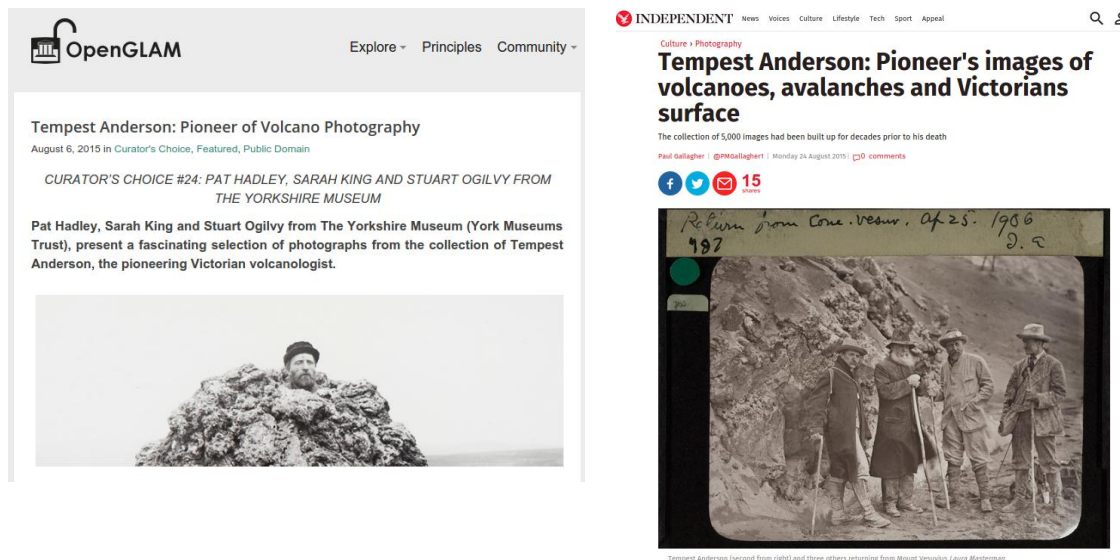 OpenGLAM
Explore Principles Community
Tempest Anderson: Pioneer of Volcano Photography
August 6, 2015 in Curator's Choice, Featured, Public Domain
CURATOR'S CHOICE #24: PAT HADLEY, SARAH KING AND STUART OGILVY FROM
THE YORKSHIRE MUSEUM
Pat Hadley, Sarah King and Stuart Ogilvy from The Yorkshire Museum (York Museums
Trust), present a fascinating selection of photographs from the collection of Tempest
Anderson, the pioneering Victorian volcanologist.
INDEPENDENT News Voices Culture Lifestyle Tech Sport Appeal
Culture › Photography
Tempest Anderson: Pioneer's images of
volcanoes, avalanches and Victorians
surface
The collection of 5,000 images had been built up for decades prior to his death
Paul Gallagher | @PMGallagher1 | Monday 24 August 2015 | 0 comments
15
shares
Return from Cone. Vesuv. Ap 25. 1906
T. A
Tempest Anderson (second from right) and three others returning from Mount Vesuvius Laura Masterman